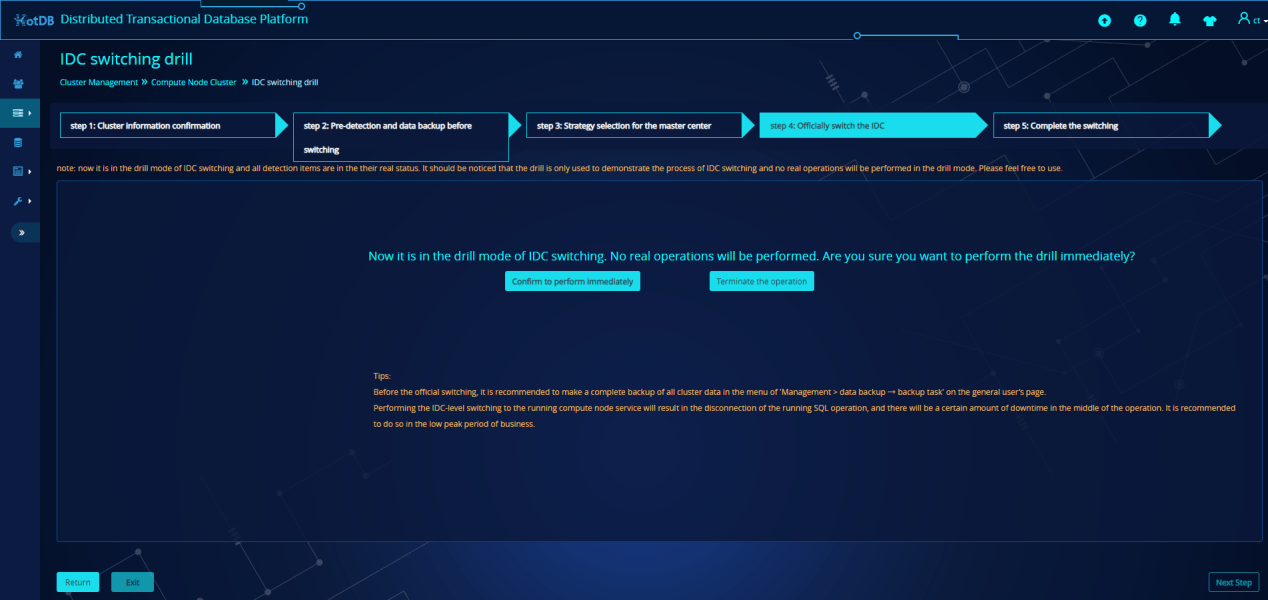 HotDB Distributed Transactional Database Platform
ct
IDC switching drill
Cluster Management » Compute Node Cluster » IDC switching drill
step 1: Cluster information confirmation
step 2: Pre-detection and data backup before
switching
step 3: Strategy selection for the master center
step 4: Officially switch the IDC
step 5: Complete the switching
note: now it is in the drill mode of IDC switching and all detection items are in the their real status. It should be noticed that the drill is only used to demonstrate the process of IDC switching and no real operations will be performed in the drill mode. Please feel free to use.
Now it is in the drill mode of IDC switching. No real operations will be performed. Are you sure you want to perform the drill immediately?
Confirm to perform immediately
Terminate the operation
Tips:
Before the official switching, it is recommended to make a complete backup of all cluster data in the menu of 'Management > data backup → backup task' on the general user's page.
Performing the IDC-level switching to the running compute node service will result in the disconnection of the running SQL operation, and there will be a certain amount of downtime in the middle of the operation. It is recommended
to do so in the low peak period of business.
Return
Exit
Next Step